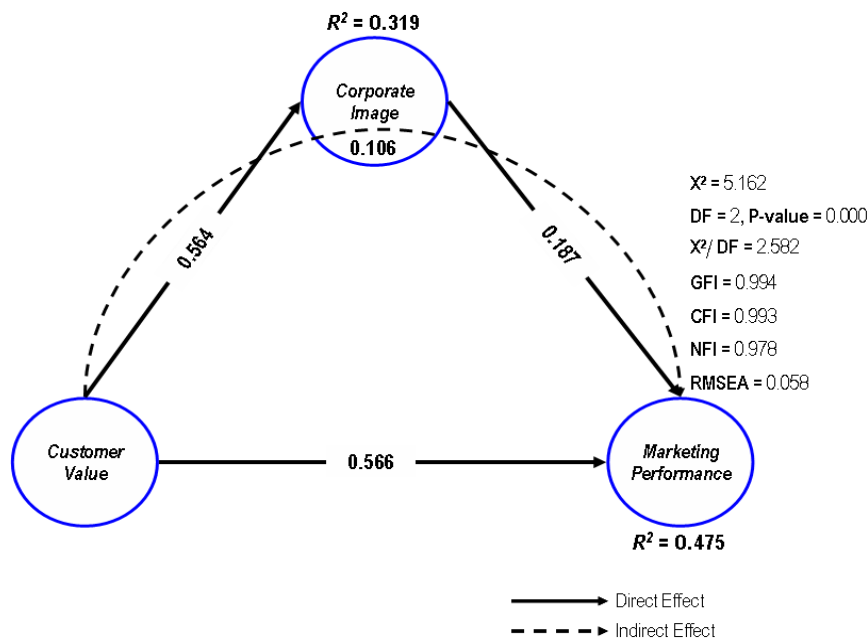 R² = 0.319
Corporate
Image
0.106
0.564
0.187
X² = 5.162
DF = 2, P-value = 0.000
X²/ DF = 2.582
GFI = 0.994
CFI = 0.993
NFI = 0.978
RMSEA = 0.058
Customer
Value
0.566
Marketing
Performance
R² = 0.475
Direct Effect
Indirect Effect